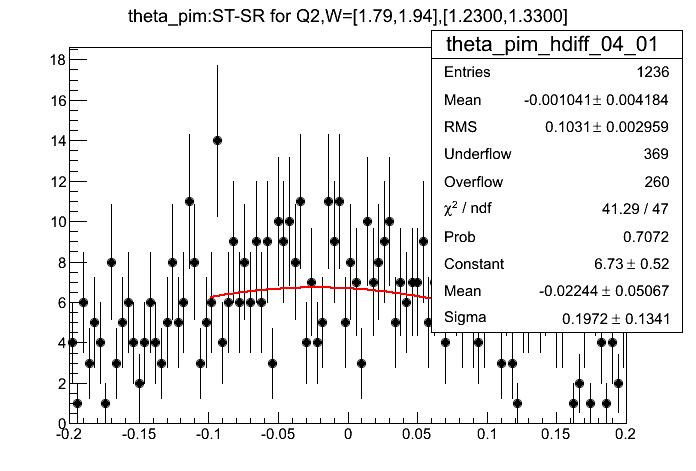 theta_pim:ST-SR for Q2,W=[1.79,1.94],[1.2300,1.3300]
theta_pim_hdiff_04_01
Entries 1236
Mean -0.001041± 0.004184
RMS 0.1031± 0.002959
Underflow 369
Overflow 260
χ² / ndf 41.29 / 47
Prob 0.7072
Constant 6.73 ± 0.52
Mean -0.02244 ± 0.05067
Sigma 0.1972 ± 0.1341
18
16
14
12
10
8
6
4
2
0
-0.2 -0.15 -0.1 -0.05 0 0.05 0.1 0.15 0.2